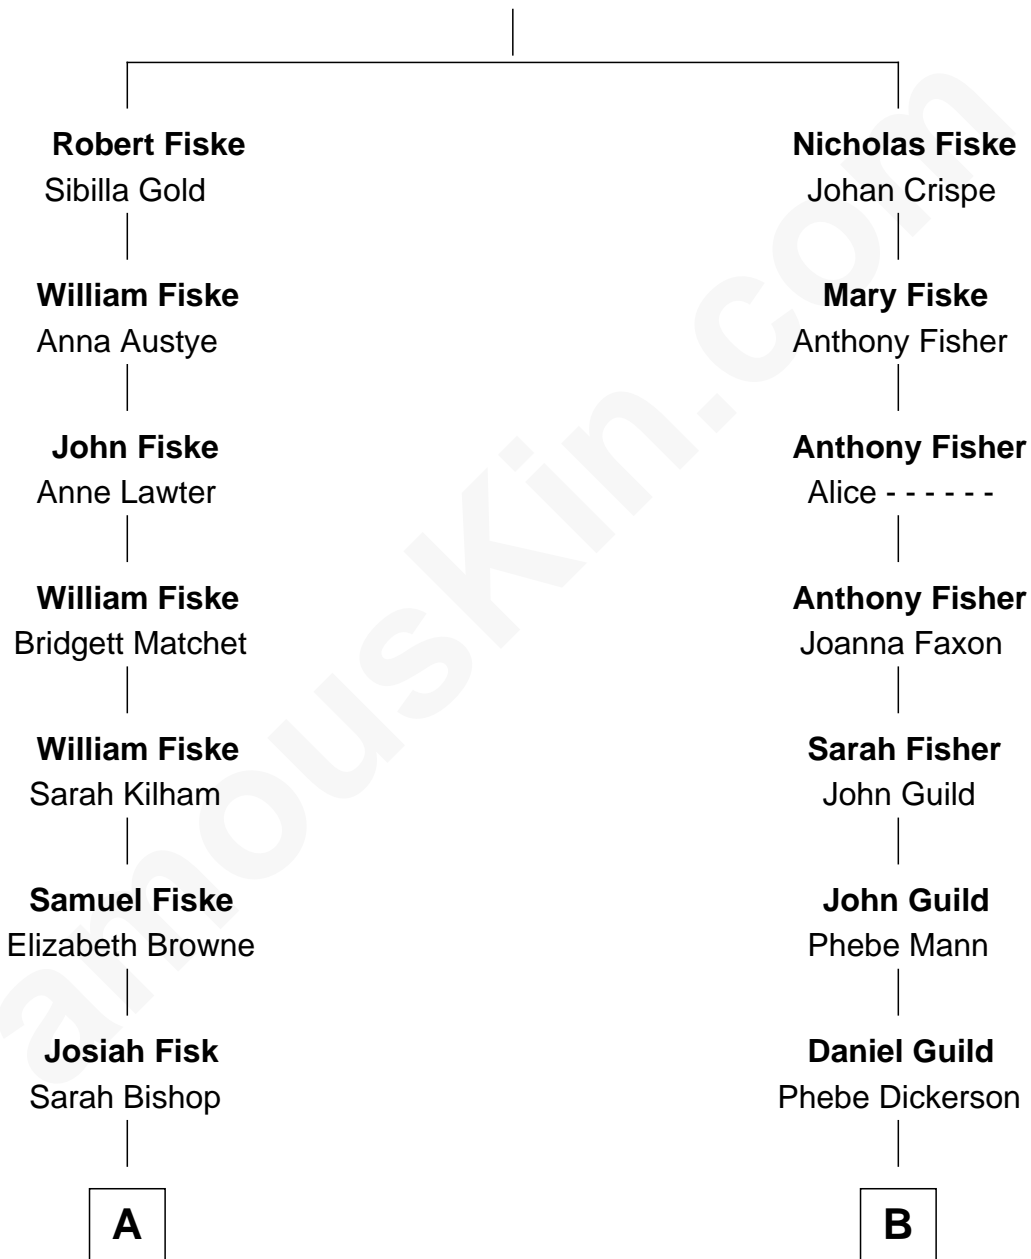 Robert Fiske
Sibilla Gold
William Fiske
Anna Austye
John Fiske
Anne Lawter
William Fiske
Bridgett Matchet
William Fiske
Sarah Kilham
Samuel Fiske
Elizabeth Browne
Josiah Fisk
Sarah Bishop
A
Nicholas Fiske
Johan Crispe
Mary Fiske
Anthony Fisher
Anthony Fisher
Alice - - - - - -
Anthony Fisher
Joanna Faxon
Sarah Fisher
John Guild
John Guild
Phebe Mann
Daniel Guild
Phebe Dickerson
B
amousKin.com